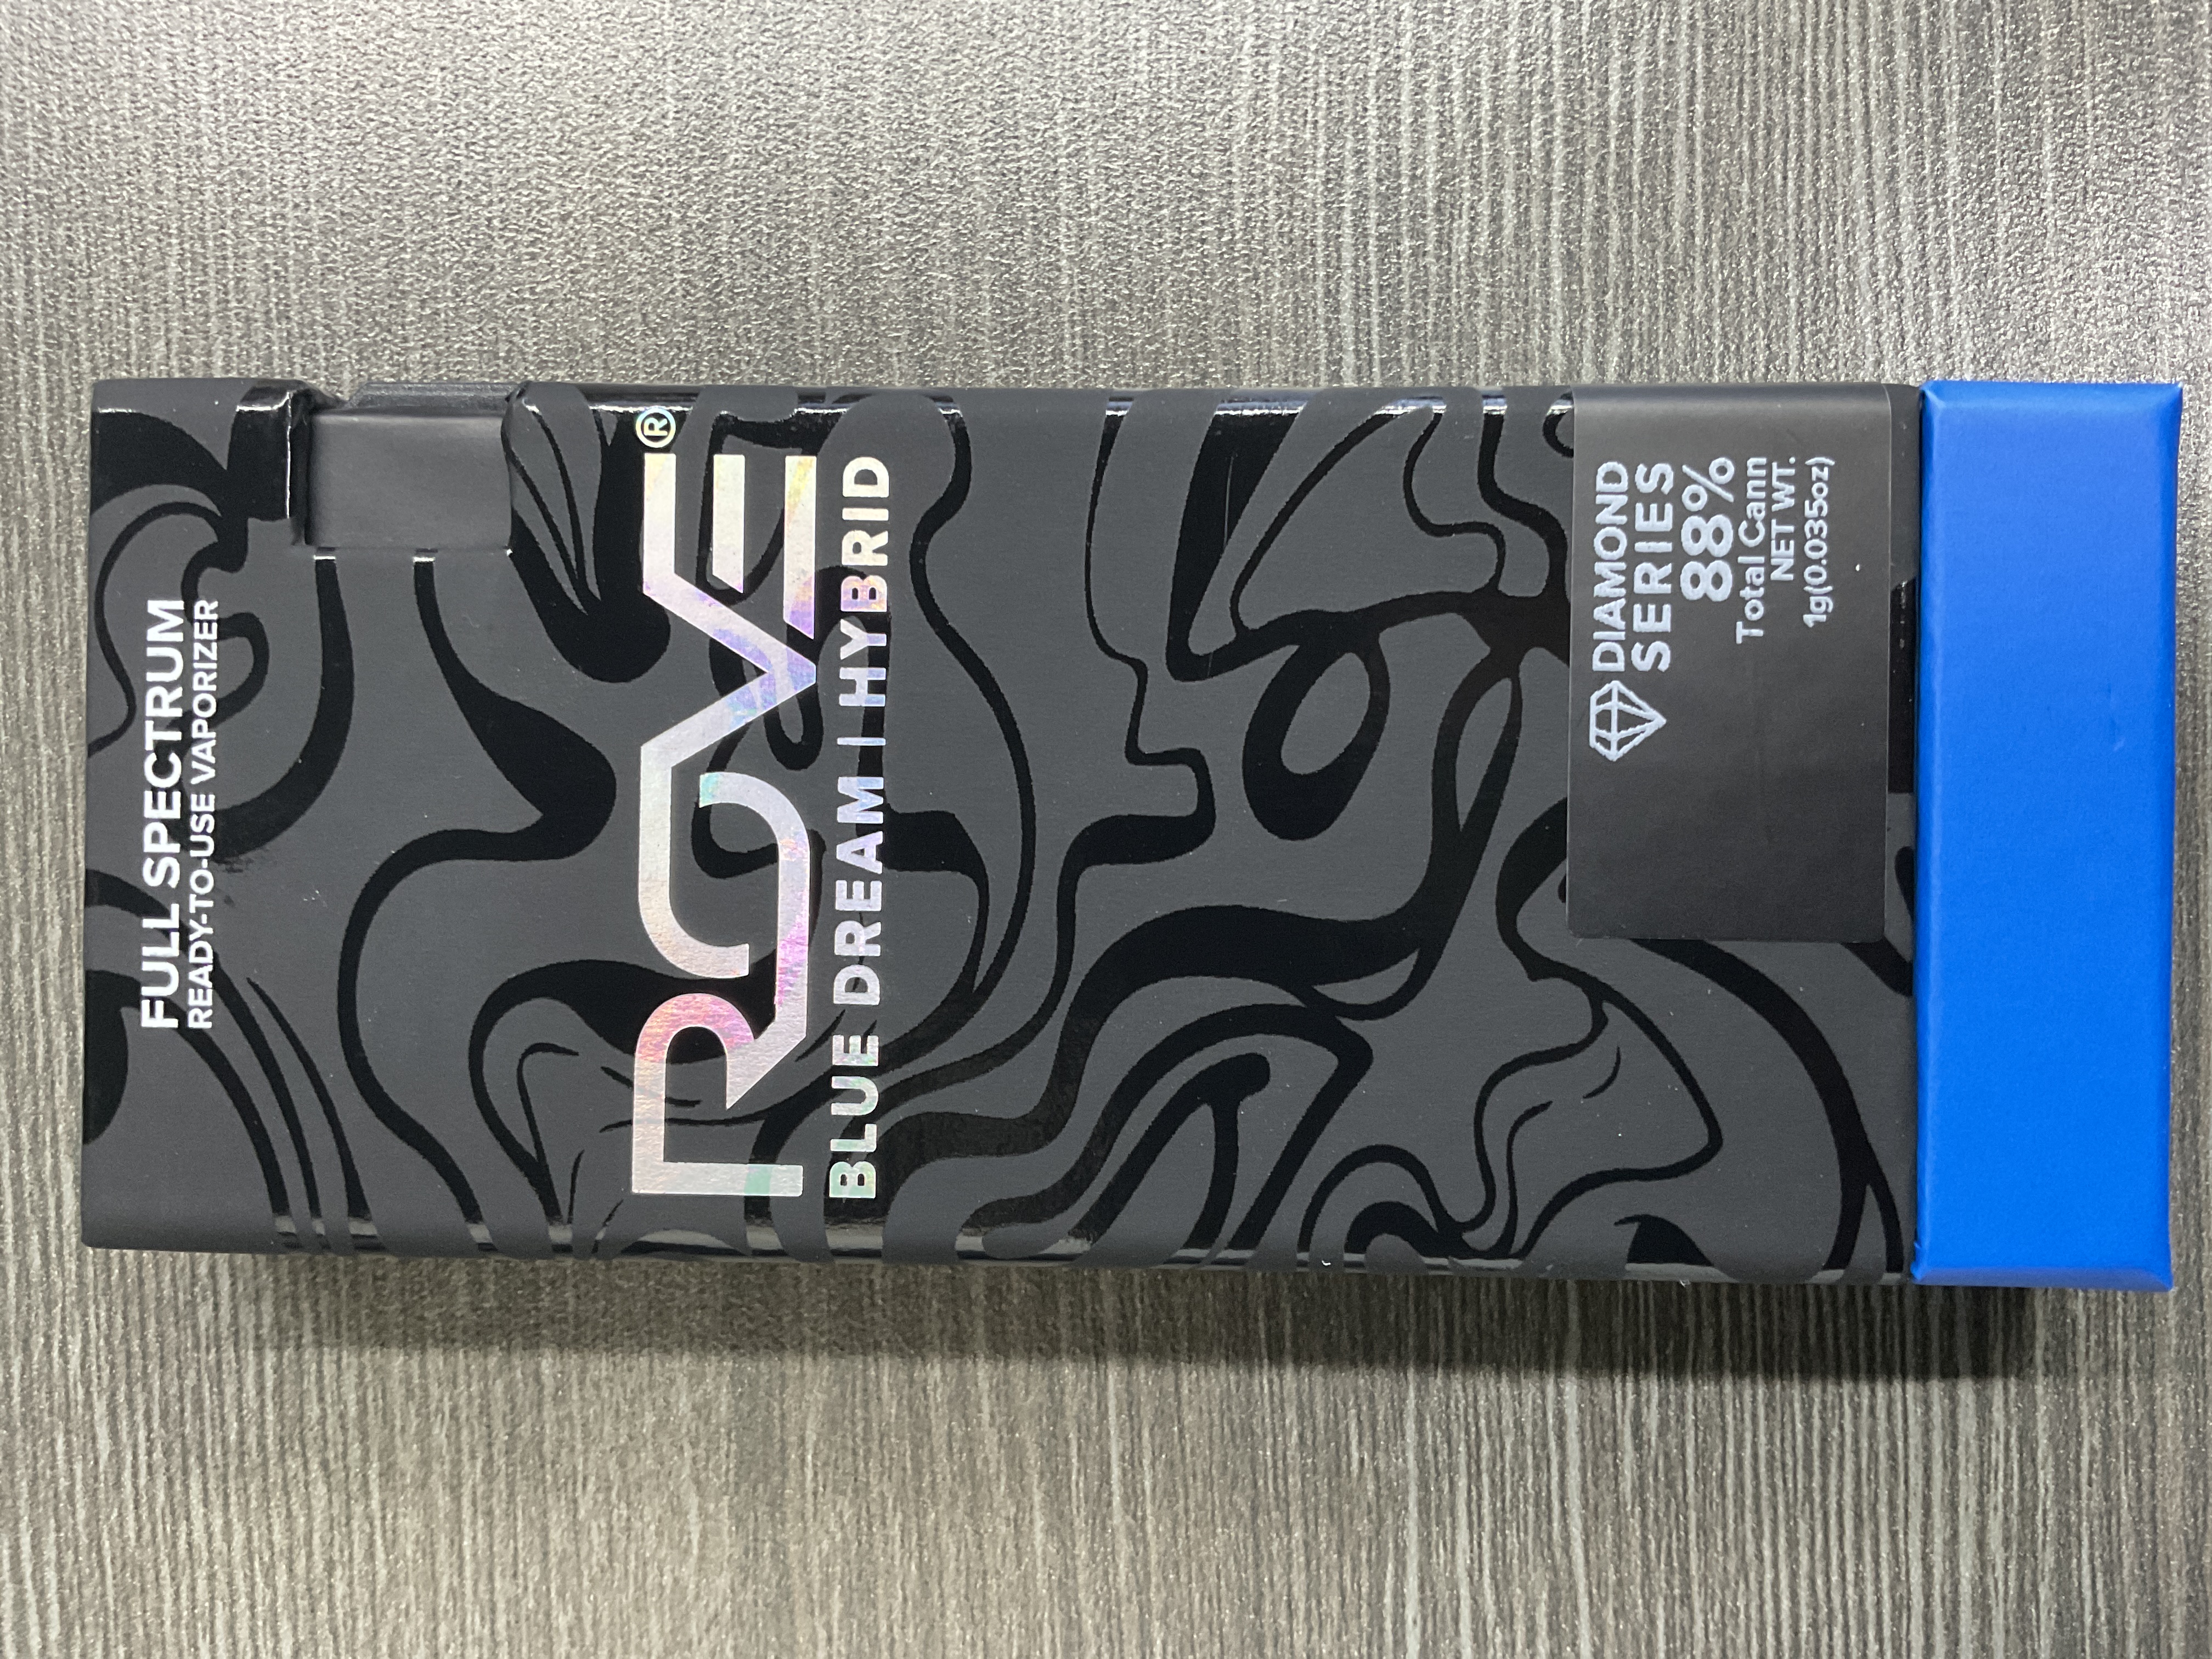 FULL SPECTRUM
READY-TO-USE VAPORIZER
ROVE®
BLUE DREAM | HYBRID
DIAMOND
SERIES
88%
Total Cann
NET WT.
1g(0.035oz)